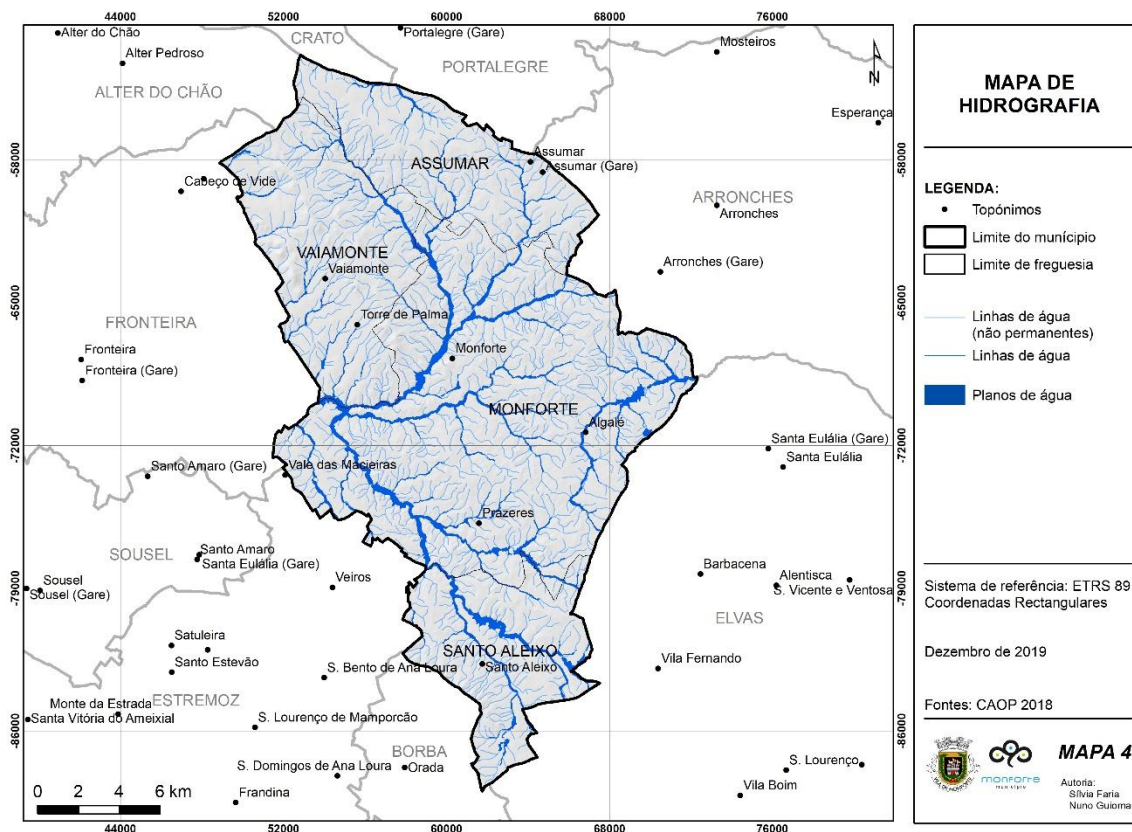 44000
52000
60000
68000
76000
Alter do Chão
CRATO
Portalegre (Gare)
Mosteiros
Alter Pedroso
PORTALEGRE
N
ALTER DO CHÃO
Esperança
-58000
Assumar
-58000
ASSUMAR
Assumar (Gare)
Cabeço de Vide
ARRONCHES
Arronches
VAIAMONTE
Vaiamonte
Arronches (Gare)
-65000
-65000
FRONTEIRA
Torre de Palma
Fronteira
Monforte
Fronteira (Gare)
MONFORTE
Algalé
-72000
Santa Eulália (Gare)
-72000
Santo Amaro (Gare)
Vale das Macieiras
Santa Eulália
Prazeres
SOUSEL
Santo Amaro
Santa Eulália (Gare)
Barbacena
Sousel
Veiros
Alentisca
-79000
Sousel (Gare)
S. Vicente e Ventosa
-79000
ELVAS
Satuleira
SANTO ALEIXO
Santo Estevão
S. Bento de Ana Loura
Santo Aleixo
Vila Fernando
Monte da Estrada
ESTREMOZ
Santa Vitória do Ameixial
S. Lourenço de Mamporcão
-86000
BORBA
-86000
S. Domingos de Ana Loura
Orada
S. Lourenço
0 2 4 6 km
Frandina
Vila Boim
44000
52000
60000
68000
76000
MAPA DE
HIDROGRAFIA
LEGENDA:
Topónimos
Limite do munícipio
Limite de freguesia
Linhas de água
(não permanentes)
Linhas de água
Planos de água
Sistema de referência: ETRS 89
Coordenadas Rectangulares
Dezembro de 2019
Fontes: CAOP 2018
monforte
município
MAPA 4
Autoria:
Sílvia Faria
Nuno Guioma